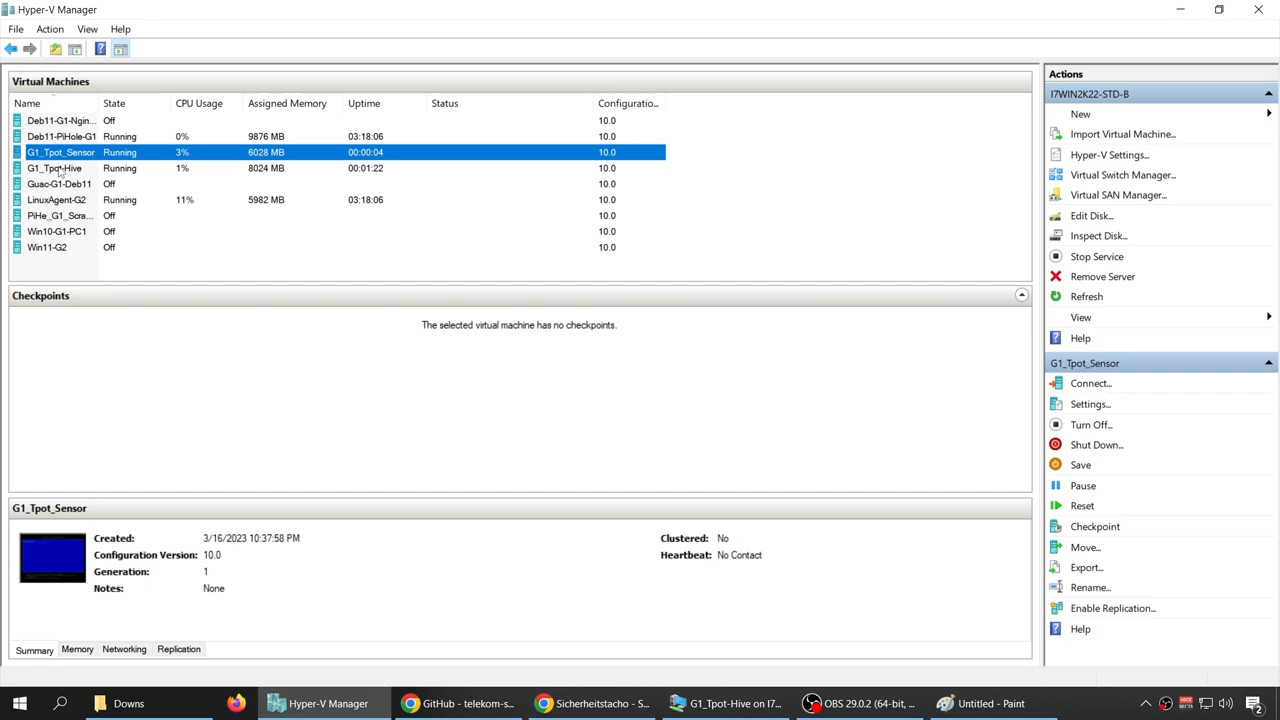 Hyper-V Manager
File Action View Help
Virtual Machines
Name State CPU Usage Assigned Memory Uptime Status Configuratio...
Deb11-G1-Ngin... Off 10.0
Deb11-PiHole-G1 Running 0% 9876 MB 03:18:06 10.0
G1_Tpot_Sensor Running 3% 6028 MB 00:00:04 10.0
G1_Tpot-Hive Running 1% 8024 MB 00:01:22 10.0
Guac-G1-Deb11 Off 10.0
LinuxAgent-G2 Running 11% 5982 MB 03:18:06 10.0
PiHe_G1_Scra... Off 10.0
Win10-G1-PC1 Off 10.0
Win11-G2 Off 10.0
Checkpoints
The selected virtual machine has no checkpoints.
G1_Tpot_Sensor
Created: 3/16/2023 10:37:58 PM Clustered: No
Configuration Version: 10.0 Heartbeat: No Contact
Generation: 1
Notes: None
Summary Memory Networking Replication
Actions
I7WIN2K22-STD-B
New
Import Virtual Machine...
Hyper-V Settings...
Virtual Switch Manager...
Virtual SAN Manager...
Edit Disk...
Inspect Disk...
Stop Service
Remove Server
Refresh
View
Help
G1_Tpot_Sensor
Connect...
Settings...
Turn Off...
Shut Down...
Save
Pause
Reset
Checkpoint
Move...
Export...
Rename...
Enable Replication...
Help
Downs Hyper-V Manager GitHub - telekom-s... Sicherheitstacho - S... G1_Tpot-Hive on I7... OBS 29.0.2 (64-bit, ... Untitled - Paint 2